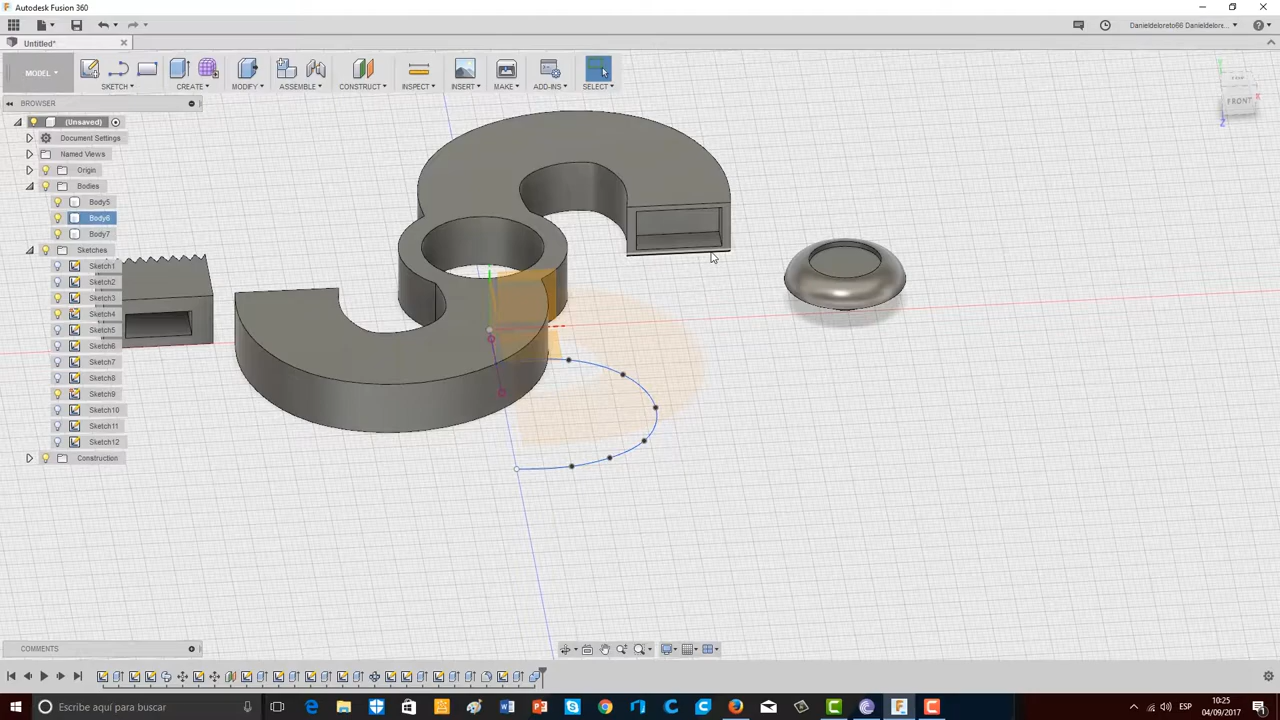 Autodesk Fusion 360
Danieldeloreto66 Danieldelore...
Untitled*
MODEL
SKETCH
CREATE
MODIFY
ASSEMBLE
CONSTRUCT
INSPECT
INSERT
MAKE
ADD-INS
SELECT
TOP
FRONT
X
Z
BROWSER
(Unsaved)
Document Settings
Named Views
Origin
Bodies
Body5
Body6
Body7
Sketches
Sketch1
Sketch2
Sketch3
Sketch4
Sketch5
Sketch6
Sketch7
Sketch8
Sketch9
Sketch10
Sketch11
Sketch12
Construction
COMMENTS
Escribe aquí para buscar
ESP
10:25
04/09/2017